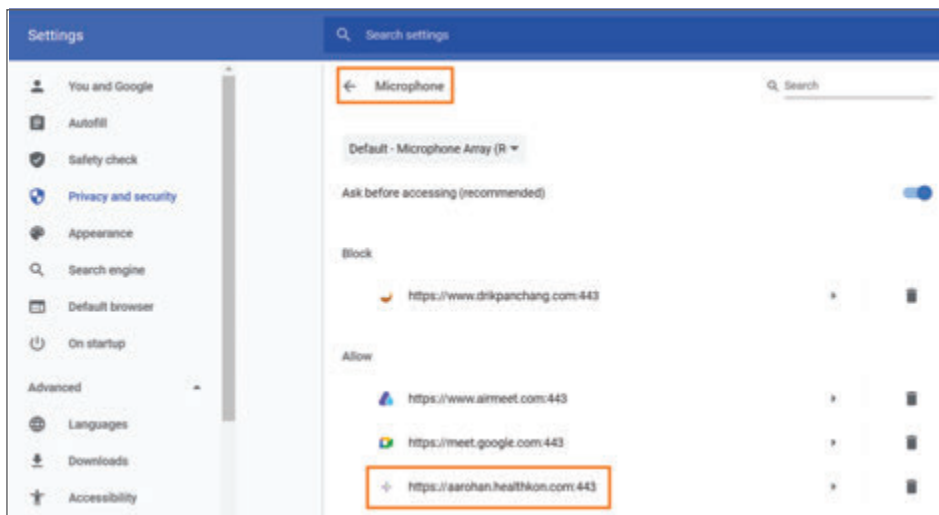 Settings
Search settings
You and Google
Autofill
Safety check
Privacy and security
Appearance
Search engine
Default browser
On startup
Advanced
Languages
Downloads
Accessibility
Microphone
Search
Default - Microphone Array (R
Ask before accessing (recommended)
Block
https://www.drikpanchang.com:443
Allow
https://www.airmeet.com:443
https://meet.google.com:443
https://aarohan.healthkon.com:443